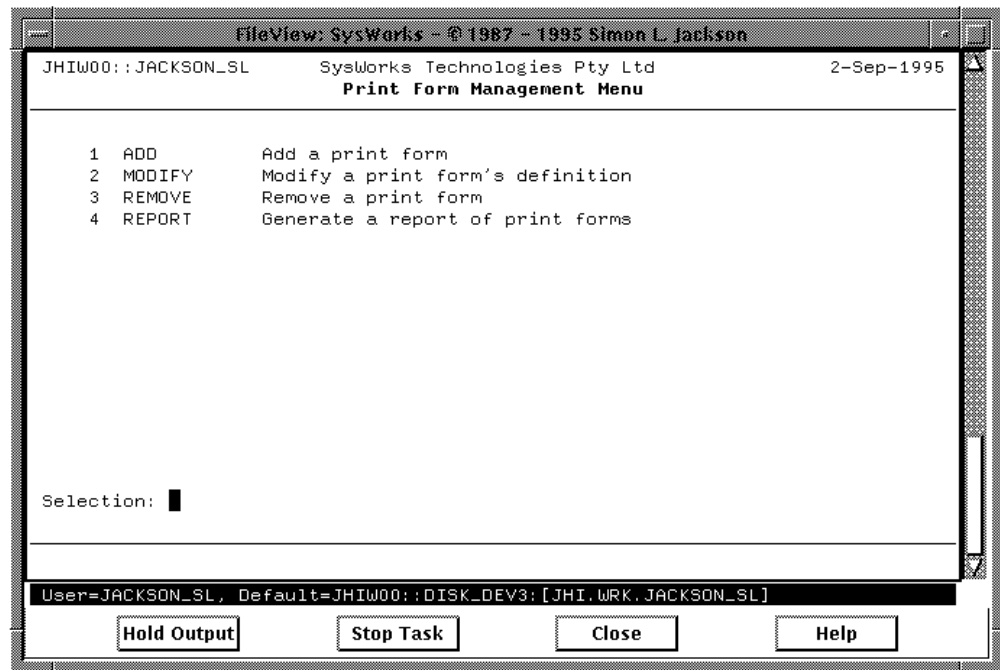 FileView: SysWorks - © 1987 - 1995 Simon L. Jackson
JHIW00::JACKSON_SL SysWorks Technologies Pty Ltd 2-Sep-1995
Print Form Management Menu
1 ADD Add a print form
2 MODIFY Modify a print form's definition
3 REMOVE Remove a print form
4 REPORT Generate a report of print forms
Selection:
User=JACKSON_SL, Default=JHIW00::DISK_DEV3:[JHI.WRK.JACKSON_SL]
Hold Output Stop Task Close Help